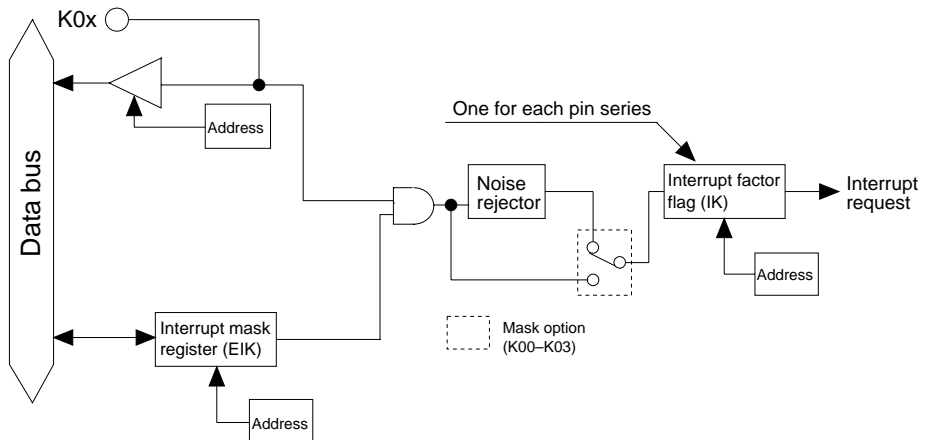 K0x
Address
One for each pin series
Data bus
Noise
rejector
Interrupt factor
flag (IK)
Interrupt
request
Address
Interrupt mask
register (EIK)
Mask option
(K00–K03)
Address